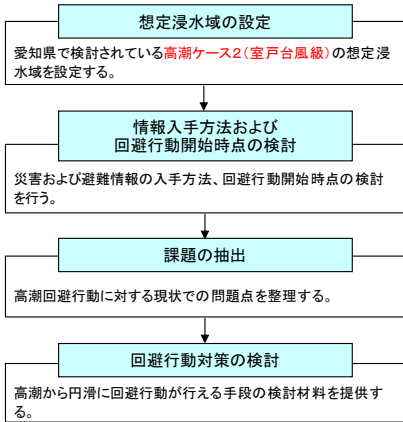 想定浸水域の設定
愛知県で検討されている高潮ケース2(室戸台風級)の想定浸
水域を設定する。
情報入手方法および
回避行動開始時点の検討
災害および避難情報の入手方法、回避行動開始時点の検討
を行う。
課題の抽出
高潮回避行動に対する現状での問題点を整理する。
回避行動対策の検討
高潮から円滑に回避行動が行える手段の検討材料を提供す
る。